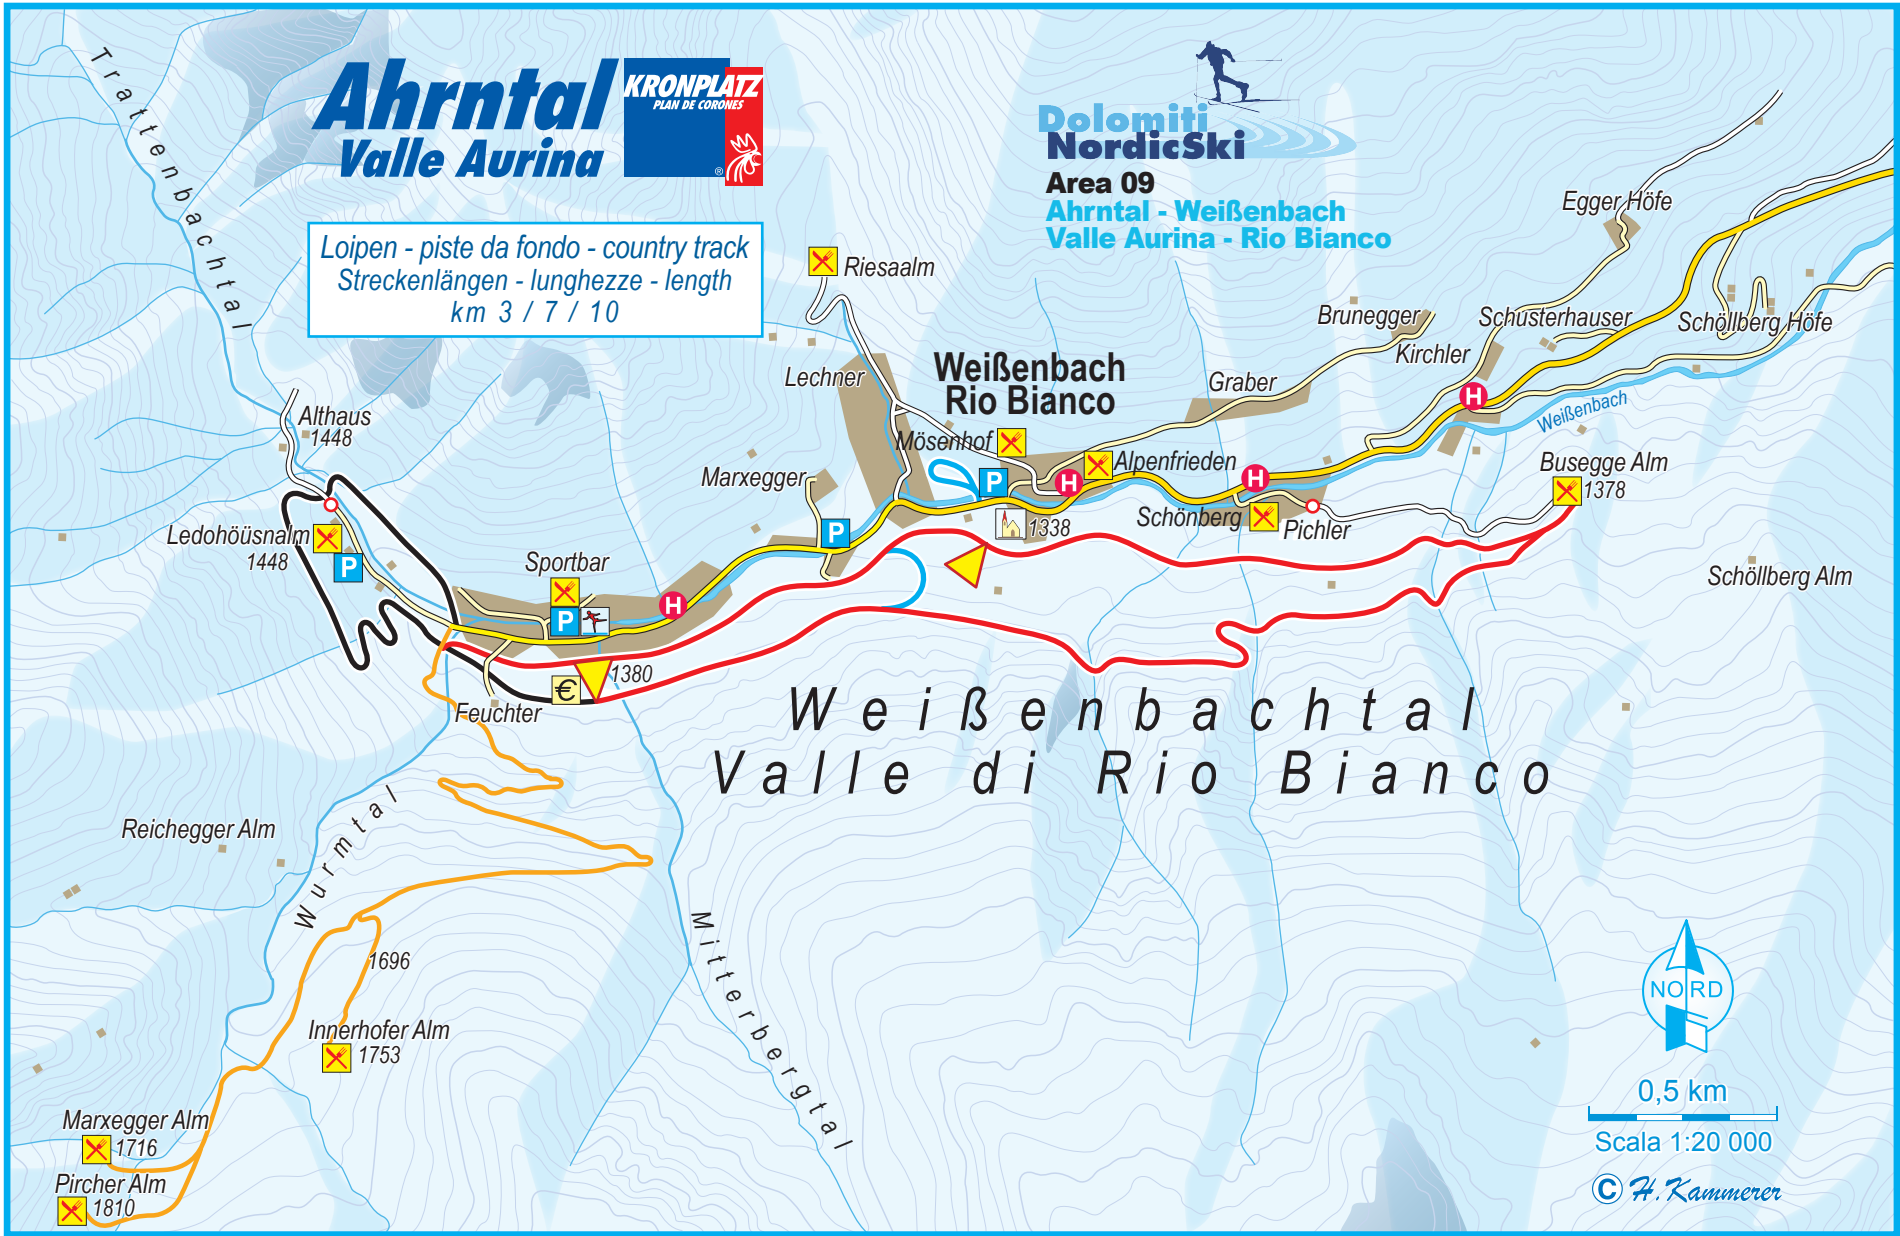 Ahrntal
Valle Aurina
KRONPLATZ
PLAN DE CORONES
®
Dolomiti
NordicSki
Area 09
Ahrntal - Weißenbach
Valle Aurina - Rio Bianco
Loipen - piste da fondo - country track
Streckenlängen - lunghezze - length
km 3 / 7 / 10
Trattenbachtal
Riesaalm
Egger Höfe
Brunegger
Schusterhauser
Schöllberg Höfe
Kirchler
Lechner
Weißenbach
Rio Bianco
Graber
H
Weißenbach
Althaus
1448
Mösenhof
Alpenfrieden
Busegge Alm
1378
Marxegger
P
H
H
Schönberg
Pichler
1338
P
Ledohöüsnalm
1448
P
Sportbar
P
H
Schöllberg Alm
1380
€
Feuchter
Weißenbachtal
Valle di Rio Bianco
Reichegger Alm
Wurmtal
Mitterbergtal
1696
Innerhofer Alm
1753
Marxegger Alm
1716
Pircher Alm
1810
NORD
0,5 km
Scala 1:20 000
© H. Kammerer